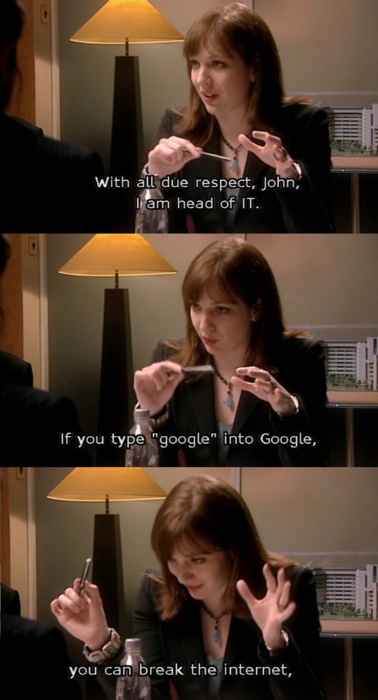 With all due respect, John,
I am head of IT.
If you type "google" into Google,
you can break the internet,